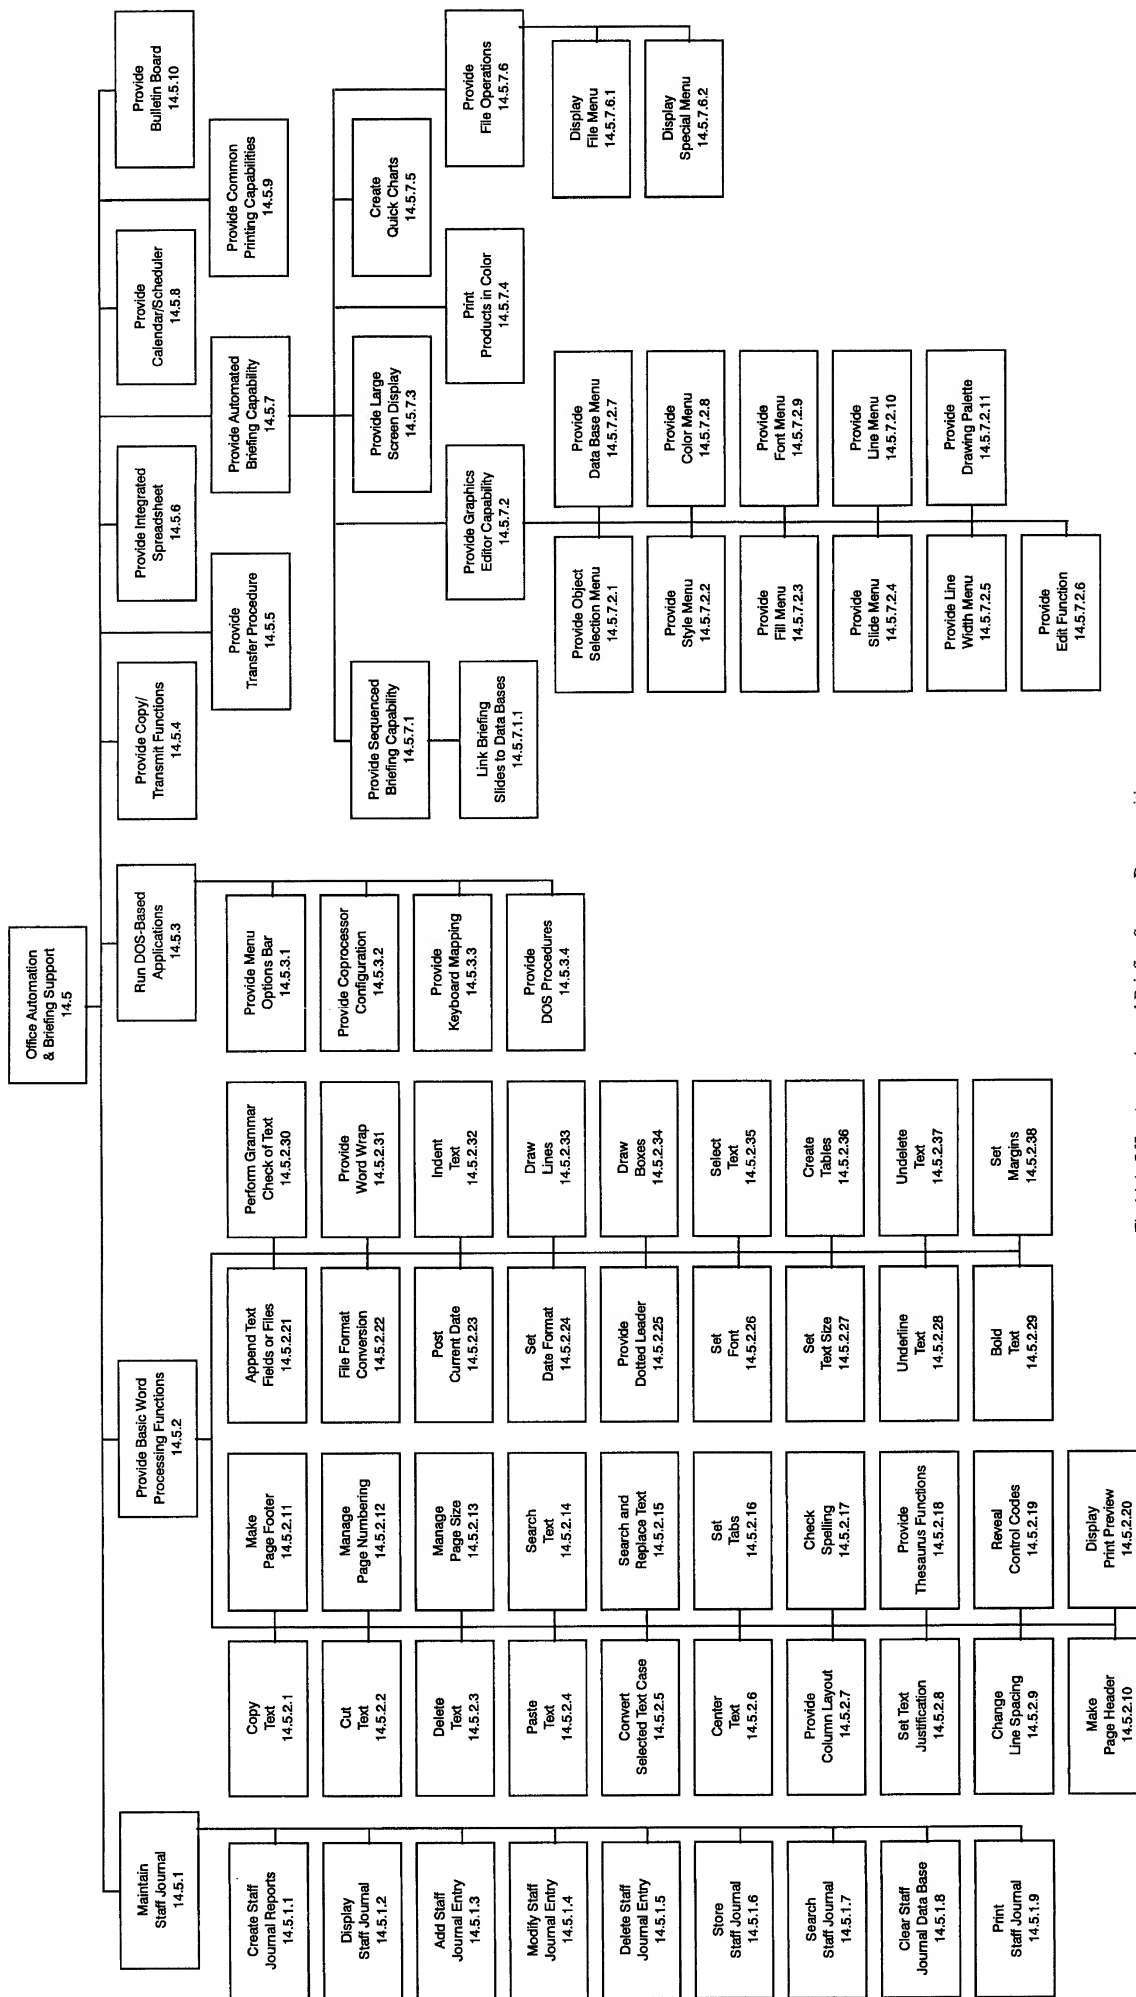 Office Automation
& Briefing Support
14.5
Maintain
Staff Journal
14.5.1
Create Staff
Journal Reports
14.5.1.1
Display
Staff Journal
14.5.1.2
Add Staff
Journal Entry
14.5.1.3
Modify Staff
Journal Entry
14.5.1.4
Delete Staff
Journal Entry
14.5.1.5
Store
Staff Journal
14.5.1.6
Search
Staff Journal
14.5.1.7
Clear Staff
Journal Data Base
14.5.1.8
Print
Staff Journal
14.5.1.9
Provide Basic Word
Processing Functions
14.5.2
Copy
Text
14.5.2.1
Cut
Text
14.5.2.2
Delete
Text
14.5.2.3
Paste
Text
14.5.2.4
Convert
Selected Text Case
14.5.2.5
Center
Text
14.5.2.6
Provide
Column Layout
14.5.2.7
Set Text
Justification
14.5.2.8
Change
Line Spacing
14.5.2.9
Make
Page Header
14.5.2.10
Make
Page Footer
14.5.2.11
Manage
Page Numbering
14.5.2.12
Manage
Page Size
14.5.2.13
Search
Text
14.5.2.14
Search and
Replace Text
14.5.2.15
Set
Tabs
14.5.2.16
Check
Spelling
14.5.2.17
Provide
Thesaurus Functions
14.5.2.18
Reveal
Control Codes
14.5.2.19
Display
Print Preview
14.5.2.20
Append Text
Fields or Files
14.5.2.21
File Format
Conversion
14.5.2.22
Post
Current Date
14.5.2.23
Set
Date Format
14.5.2.24
Provide
Dotted Leader
14.5.2.25
Set
Font
14.5.2.26
Set
Text Size
14.5.2.27
Underline
Text
14.5.2.28
Bold
Text
14.5.2.29
Perform Grammar
Check of Text
14.5.2.30
Provide
Word Wrap
14.5.2.31
Indent
Text
14.5.2.32
Draw
Lines
14.5.2.33
Draw
Boxes
14.5.2.34
Select
Text
14.5.2.35
Create
Tables
14.5.2.36
Undelete
Text
14.5.2.37
Set
Margins
14.5.2.38
Run DOS-Based
Applications
14.5.3
Provide Menu
Options Bar
14.5.3.1
Provide Coprocessor
Configuration
14.5.3.2
Provide
Keyboard Mapping
14.5.3.3
Provide
DOS Procedures
14.5.3.4
Provide Copy/
Transmit Functions
14.5.4
Provide
Transfer Procedure
14.5.5
Provide Integrated
Spreadsheet
14.5.6
Provide Automated
Briefing Capability
14.5.7
Provide Sequenced
Briefing Capability
14.5.7.1
Link Briefing
Slides to Data Bases
14.5.7.1.1
Provide Graphics
Editor Capability
14.5.7.2
Provide Object
Selection Menu
14.5.7.2.1
Provide
Style Menu
14.5.7.2.2
Provide
Fill Menu
14.5.7.2.3
Provide
Slide Menu
14.5.7.2.4
Provide Line
Width Menu
14.5.7.2.5
Provide
Edit Function
14.5.7.2.6
Provide
Data Base Menu
14.5.7.2.7
Provide
Color Menu
14.5.7.2.8
Provide
Font Menu
14.5.7.2.9
Provide
Line Menu
14.5.7.2.10
Provide
Drawing Palette
14.5.7.2.11
Provide Large
Screen Display
14.5.7.3
Print
Products in Color
14.5.7.4
Create
Quick Charts
14.5.7.5
Provide
File Operations
14.5.7.6
Display
File Menu
14.5.7.6.1
Display
Special Menu
14.5.7.6.2
Provide
Calendar/Scheduler
14.5.8
Provide Common
Printing Capabilities
14.5.9
Provide
Bulletin Board
14.5.10